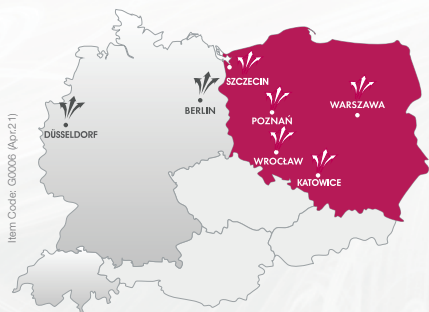 SZCZECIN
BERLIN
WARSZAWA
POZNAŃ
DÜSSELDORF
WROCŁAW
KATOWICE
Item Code: G0006 (Apr.21)